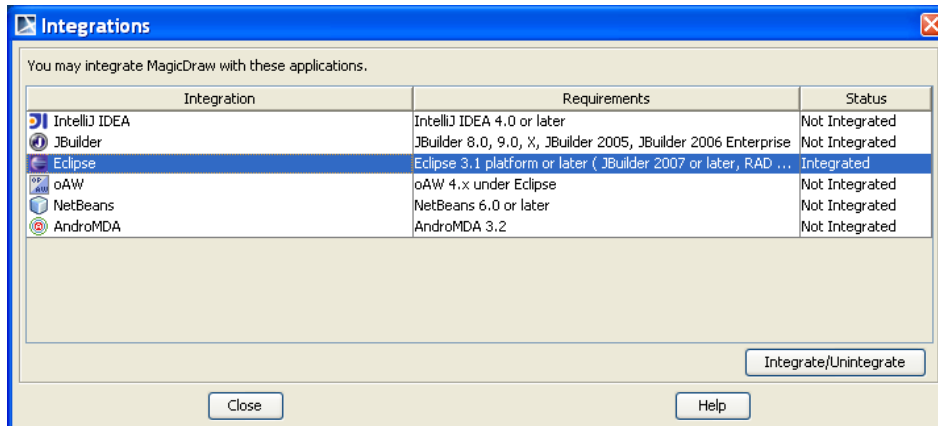 Integrations
You may integrate MagicDraw with these applications.
Integration Requirements Status
IntelliJ IDEA IntelliJ IDEA 4.0 or later Not Integrated
JBuilder JBuilder 8.0, 9.0, X, JBuilder 2005, JBuilder 2006 Enterprise Not Integrated
Eclipse Eclipse 3.1 platform or later ( JBuilder 2007 or later, RAD ... Integrated
oAW oAW 4.x under Eclipse Not Integrated
NetBeans NetBeans 6.0 or later Not Integrated
AndroMDA AndroMDA 3.2 Not Integrated
Integrate/Unintegrate
Close Help